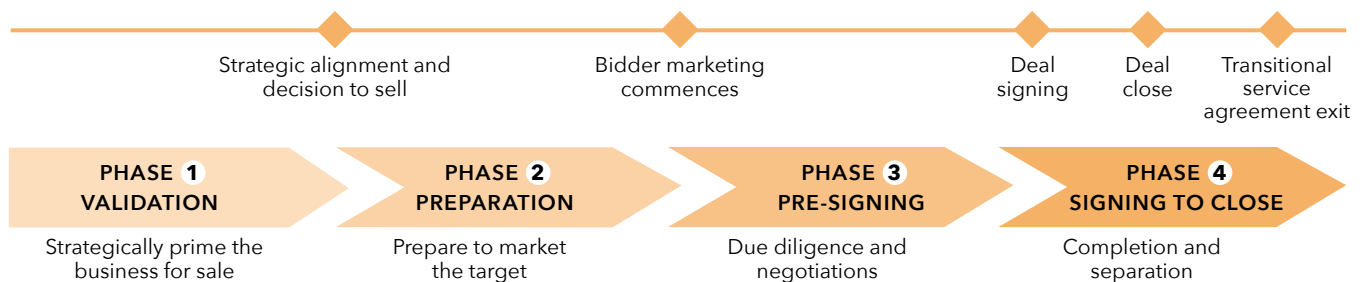 Strategic alignment and
decision to sell
Bidder marketing
commences
Deal
signing
Deal
close
Transitional
service
agreement exit
PHASE 1
VALIDATION
PHASE 2
PREPARATION
PHASE 3
PRE-SIGNING
PHASE 4
SIGNING TO CLOSE
Strategically prime the
business for sale
Prepare to market
the target
Due diligence and
negotiations
Completion and
separation